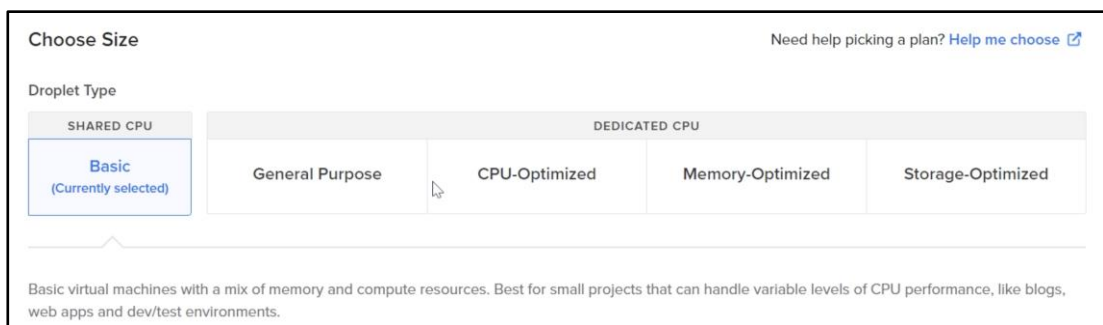 Choose Size
Need help picking a plan? Help me choose
Droplet Type
SHARED CPU
DEDICATED CPU
Basic
(Currently selected)
General Purpose
CPU-Optimized
Memory-Optimized
Storage-Optimized
Basic virtual machines with a mix of memory and compute resources. Best for small projects that can handle variable levels of CPU performance, like blogs,
web apps and dev/test environments.